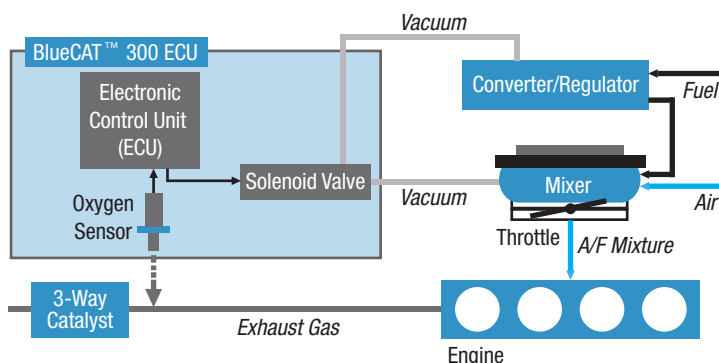 Vacuum
BlueCAT™ 300 ECU
Electronic
Control Unit
(ECU)
Converter/Regulator
Fuel
Solenoid Valve
Vacuum
Mixer
Air
Oxygen
Sensor
Throttle
A/F Mixture
3-Way
Catalyst
Exhaust Gas
Engine